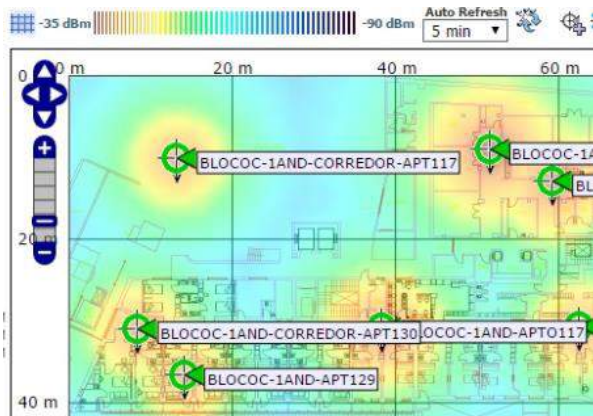 -35 dBm -90 dBm Auto Refresh
5 min
0 0 m 20 m 40 m 60 m
BLOCOC-1AND-CORREDOR-APT117
BLOCOC-1A
BL
20 m
BLOCOC-1AND-CORREDOR-APT130
OCOC-1AND-APTO117
BLOCOC-1AND-APT129
40 m